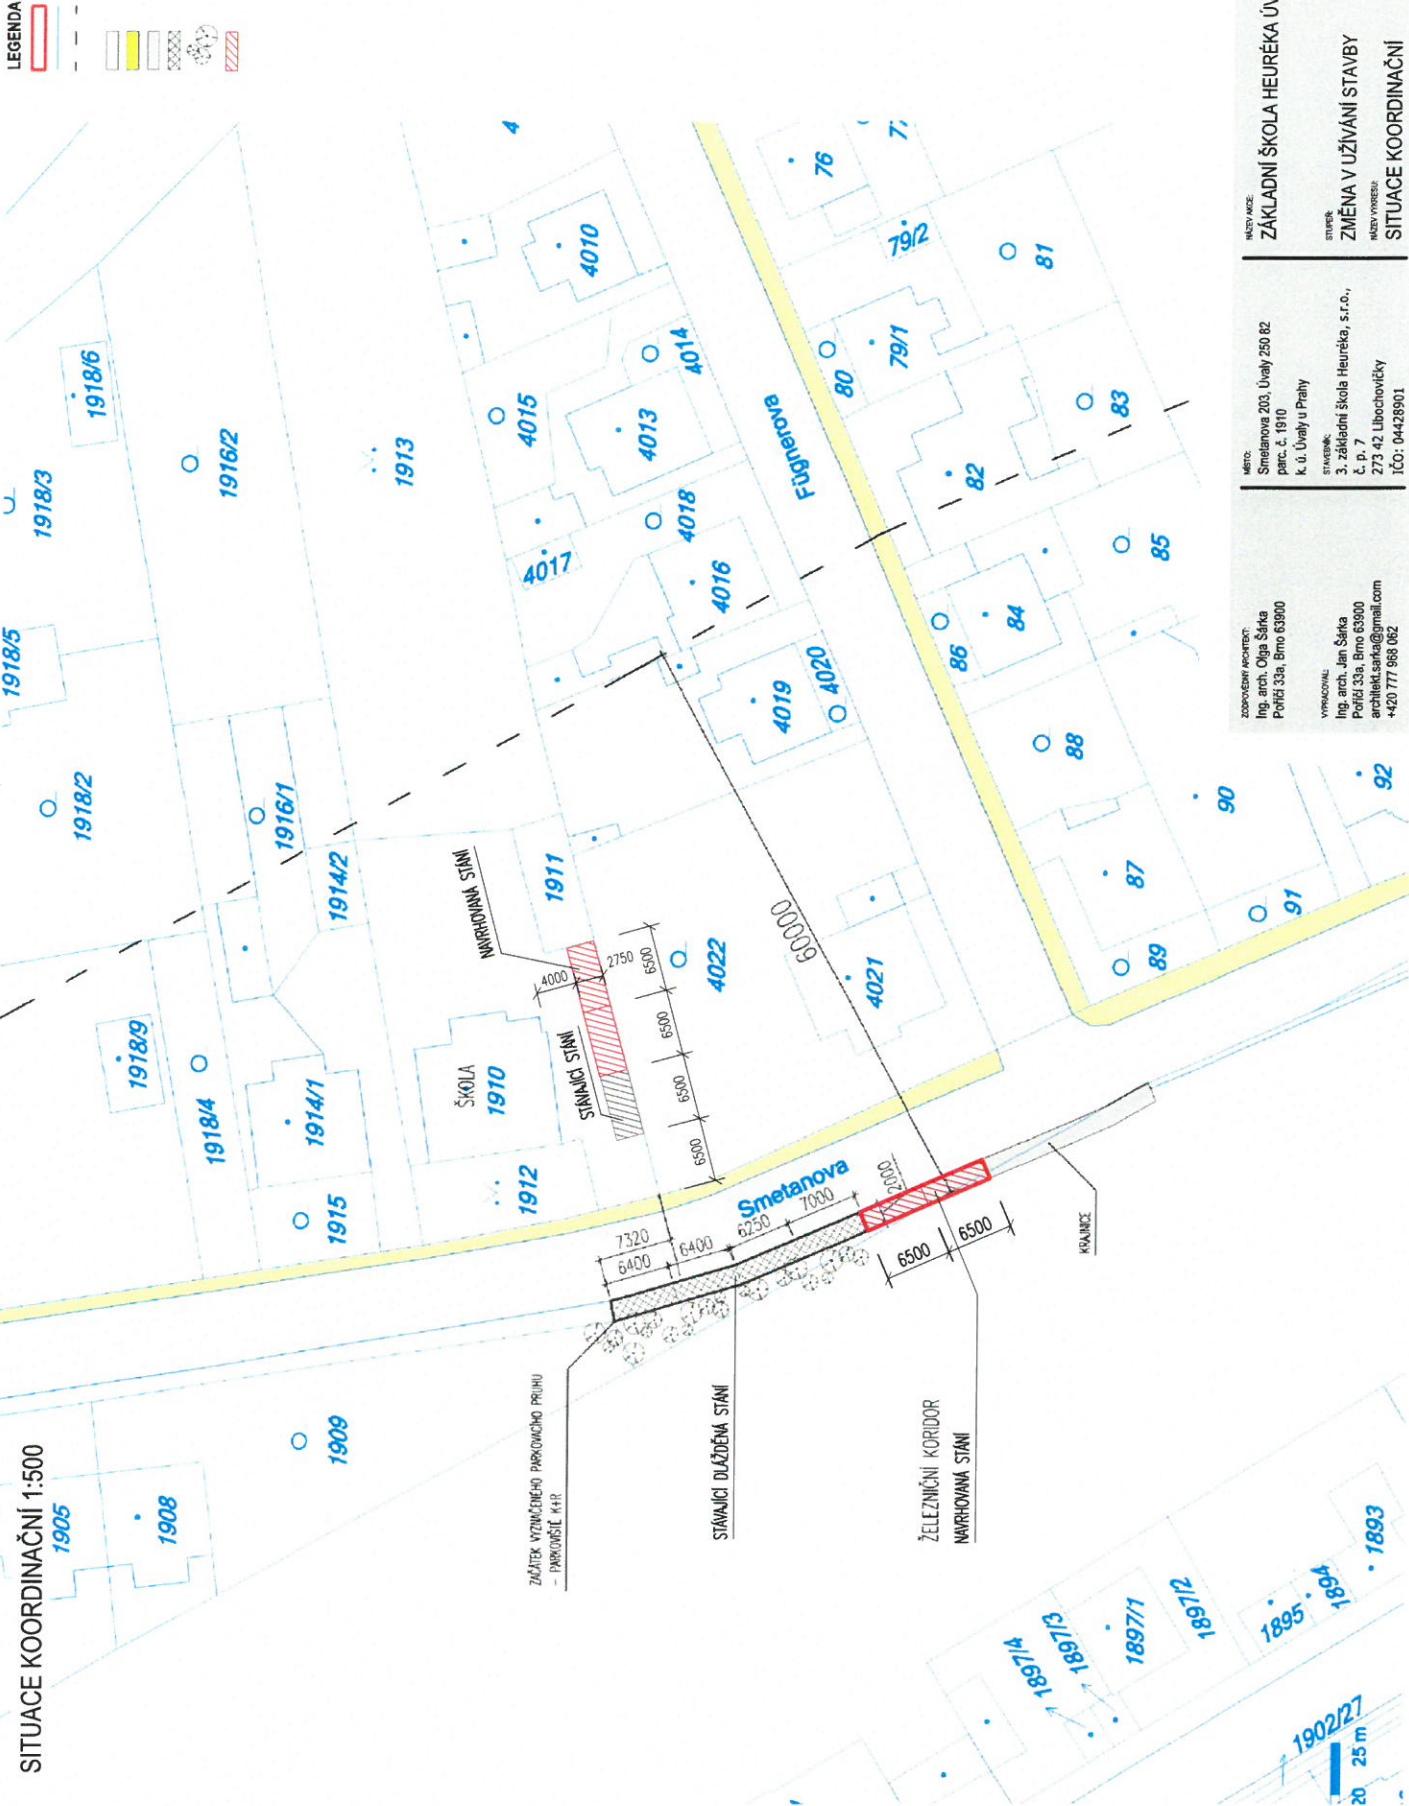 SITUACE KOORDINAČNÍ 1:500
LEGENDA
1905
1908
1909
1918/5
1918/3
1918/6
1918/2
1916/2
1916/1
1914/2
1913
1918/9
1918/4
1914/1
1915
ŠKOLA
1910
1912
1911
NAVRHOVANÁ STÁNÍ
STÁVAJÍCÍ STÁNÍ
4000
2750
6500
6500
6500
6500
4022
4021
60000
4017
4018
4016
4019
4020
4015
4013
4014
4010
4
Fügnerova
Smetanova
7320
6400
6400
6250
7000
2000
6500
6500
ZAČÁTEK VYZNAČENÉHO PARKOVACÍHO PRUHU
- PARKOVIŠTĚ K+R
STÁVAJÍCÍ DLÁŽDĚNÁ STÁNÍ
ŽELEZNIČNÍ KORIDOR
NAVRHOVANÁ STÁNÍ
KRAJNICE
76
77
79/2
79/1
80
81
82
83
84
85
86
88
87
89
90
91
92
1897/4
1897/3
1897/1
1897/2
1895
1894
1893
1902/27
20 25 m
ZODPOVĚDNÝ ARCHITEKT:
Ing. arch. Olga Šárka
Poříčí 33a, Brno 63900
VYPRACOVAL:
Ing. arch. Jan Šárka
Poříčí 33a, Brno 63900
architekt.sarka@gmail.com
+420 777 968 062
MÍSTO:
Smetanova 203, Úvaly 250 82
parc. č. 1910
k. ú. Úvaly u Prahy
STAVEBNÍK:
3. základní škola Heuréka, s.r.o.,
č. p. 7
273 42 Libochovičky
IČO: 04428901
NÁZEV AKCE:
ZÁKLADNÍ ŠKOLA HEURÉKA ÚV
STUPEŇ:
ZMĚNA V UŽÍVÁNÍ STAVBY
NÁZEV VÝKRESU:
SITUACE KOORDINAČNÍ